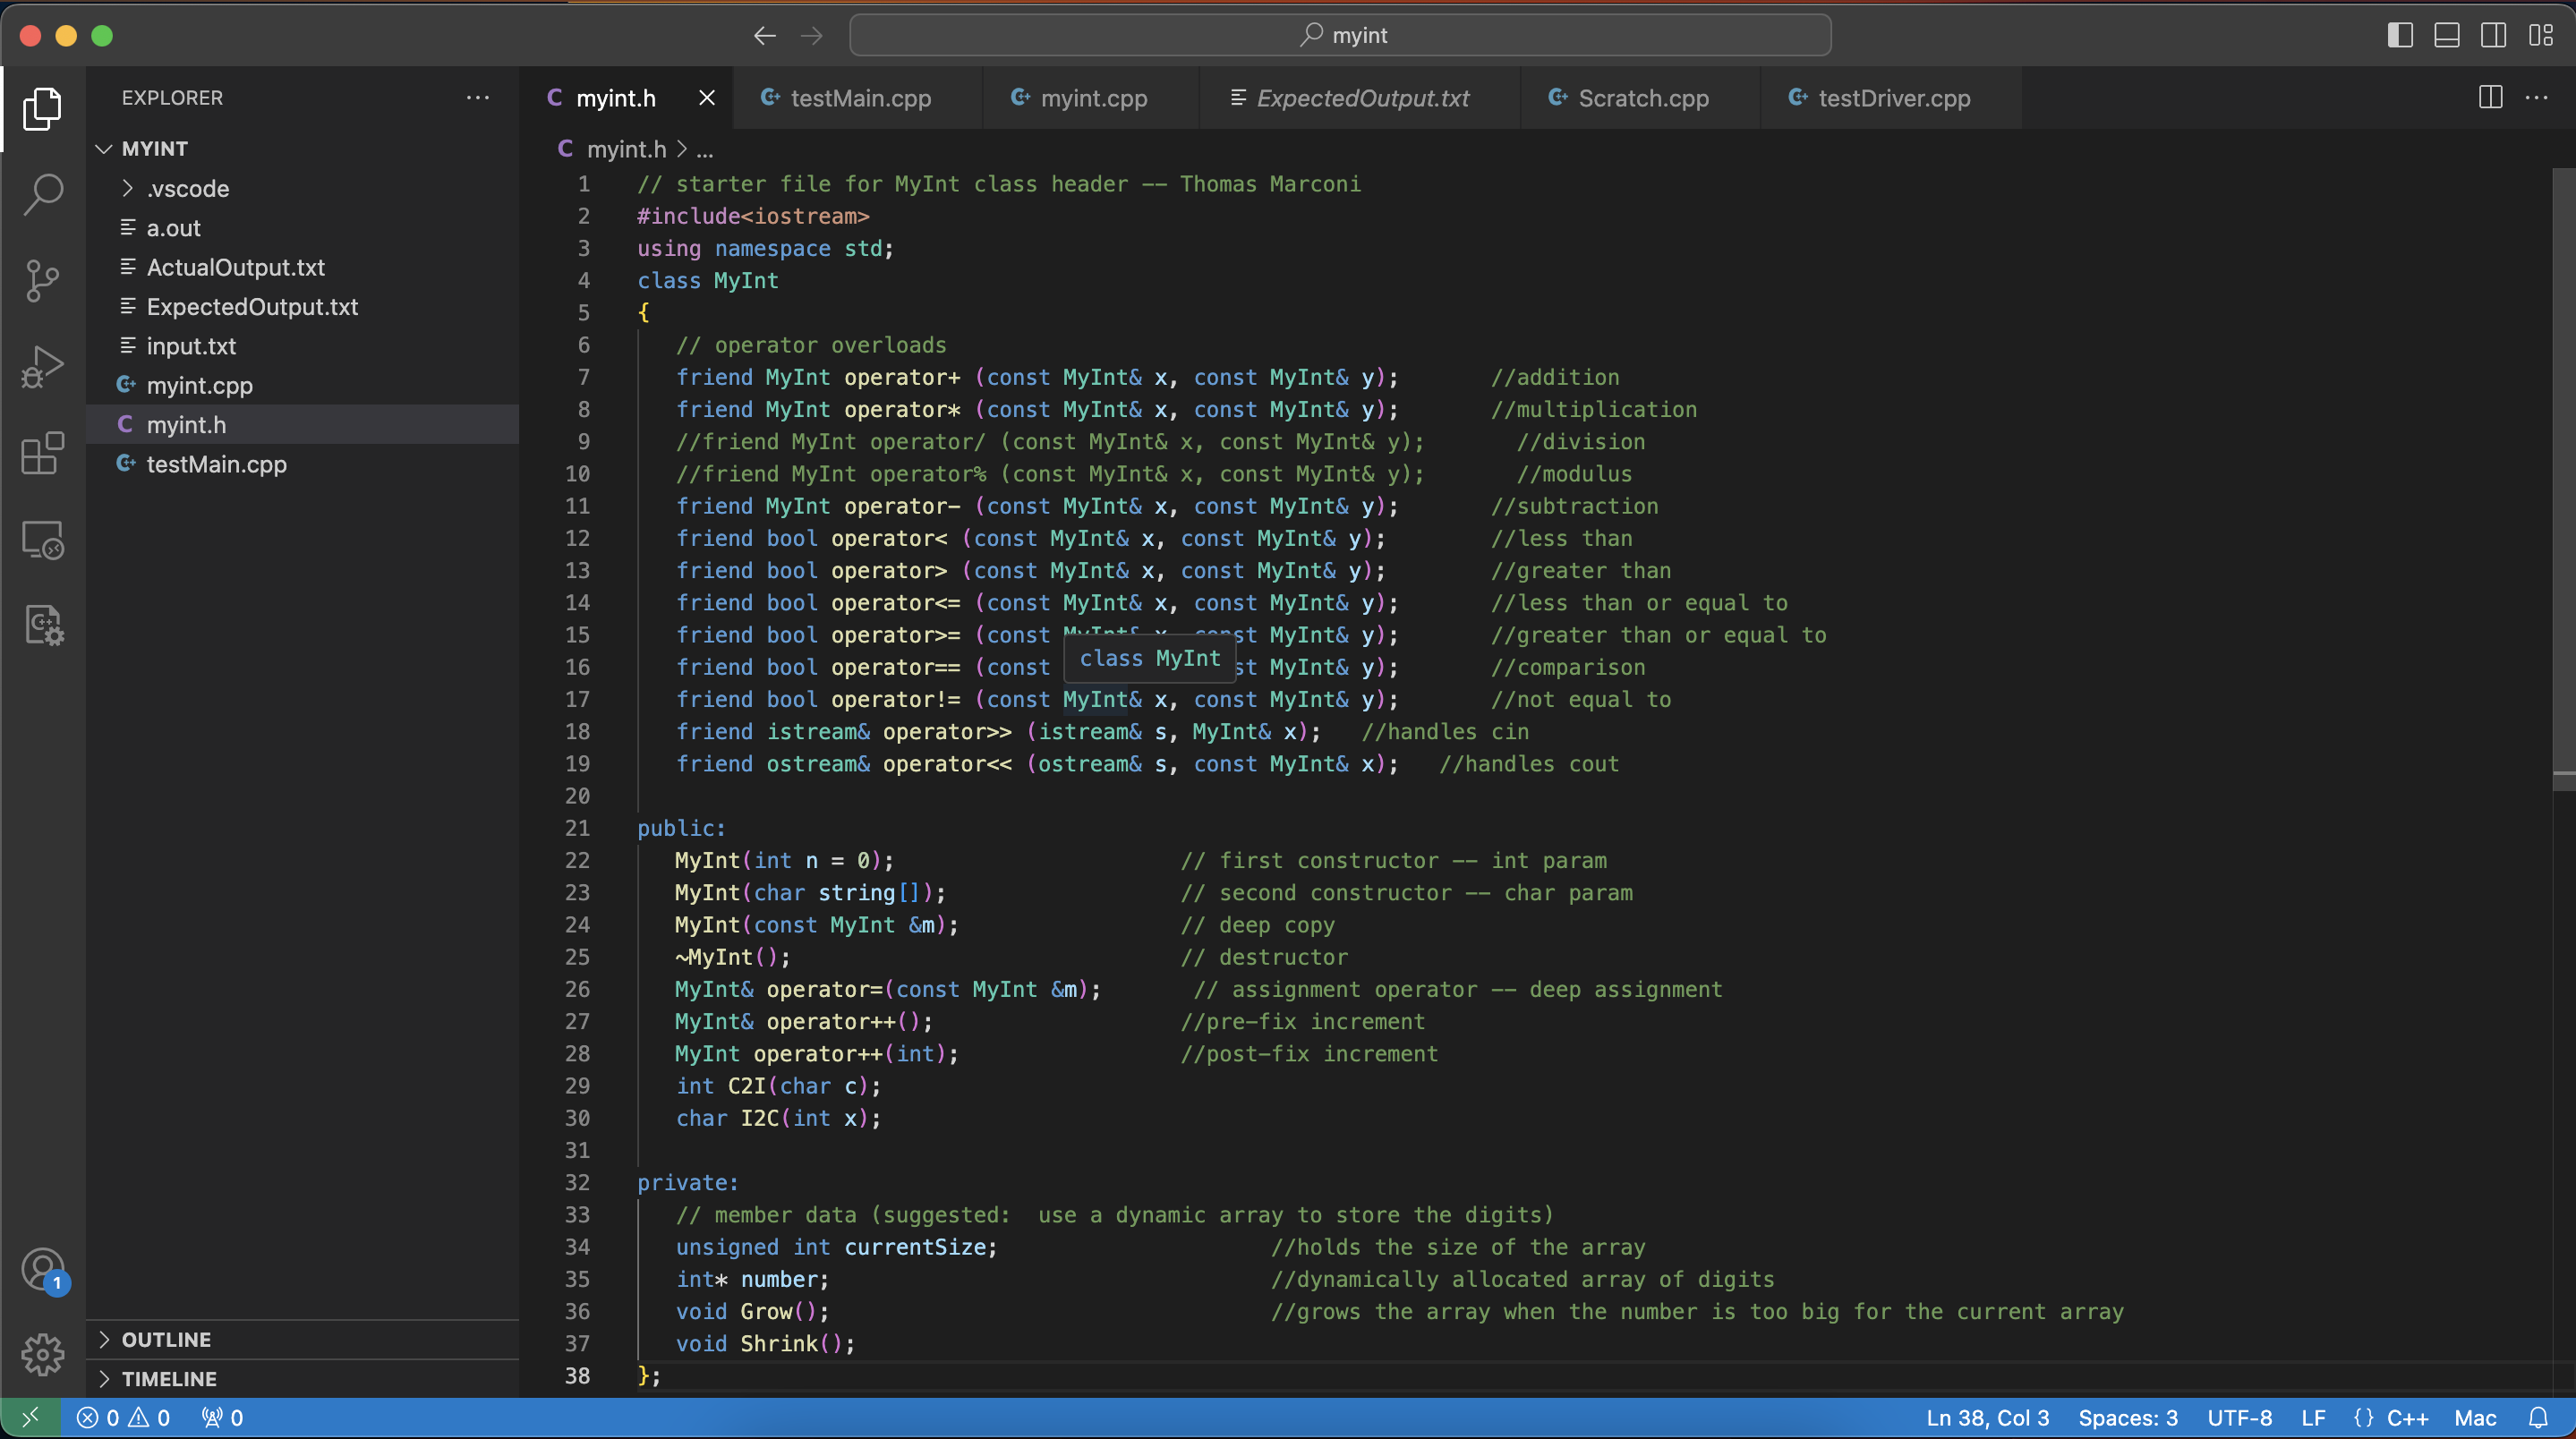 myint
EXPLORER
MYINT
.vscode
a.out
ActualOutput.txt
ExpectedOutput.txt
input.txt
myint.cpp
myint.h
testMain.cpp
OUTLINE
TIMELINE
myint.h testMain.cpp myint.cpp ExpectedOutput.txt Scratch.cpp testDriver.cpp
myint.h > ...
1 // starter file for MyInt class header -- Thomas Marconi
2 #include<iostream>
3 using namespace std;
4 class MyInt
5 {
6 // operator overloads
7 friend MyInt operator+ (const MyInt& x, const MyInt& y); //addition
8 friend MyInt operator* (const MyInt& x, const MyInt& y); //multiplication
9 //friend MyInt operator/ (const MyInt& x, const MyInt& y); //division
10 //friend MyInt operator% (const MyInt& x, const MyInt& y); //modulus
11 friend MyInt operator- (const MyInt& x, const MyInt& y); //subtraction
12 friend bool operator< (const MyInt& x, const MyInt& y); //less than
13 friend bool operator> (const MyInt& x, const MyInt& y); //greater than
14 friend bool operator<= (const MyInt& x, const MyInt& y); //less than or equal to
15 friend bool operator>= (const MyInt& x, const MyInt& y); //greater than or equal to
class MyInt
16 friend bool operator== (const st MyInt& y); //comparison
17 friend bool operator!= (const MyInt& x, const MyInt& y); //not equal to
18 friend istream& operator>> (istream& s, MyInt& x); //handles cin
19 friend ostream& operator<< (ostream& s, const MyInt& x); //handles cout
20
21 public:
22 MyInt(int n = 0); // first constructor -- int param
23 MyInt(char string[]); // second constructor -- char param
24 MyInt(const MyInt &m); // deep copy
25 ~MyInt(); // destructor
26 MyInt& operator=(const MyInt &m); // assignment operator -- deep assignment
27 MyInt& operator++(); //pre-fix increment
28 MyInt operator++(int); //post-fix increment
29 int C2I(char c);
30 char I2C(int x);
31
32 private:
33 // member data (suggested:  use a dynamic array to store the digits)
34 unsigned int currentSize; //holds the size of the array
35 int* number; //dynamically allocated array of digits
36 void Grow(); //grows the array when the number is too big for the current array
37 void Shrink();
38 };
1
0 0 0 Ln 38, Col 3 Spaces: 3 UTF-8 LF {} C++ Mac